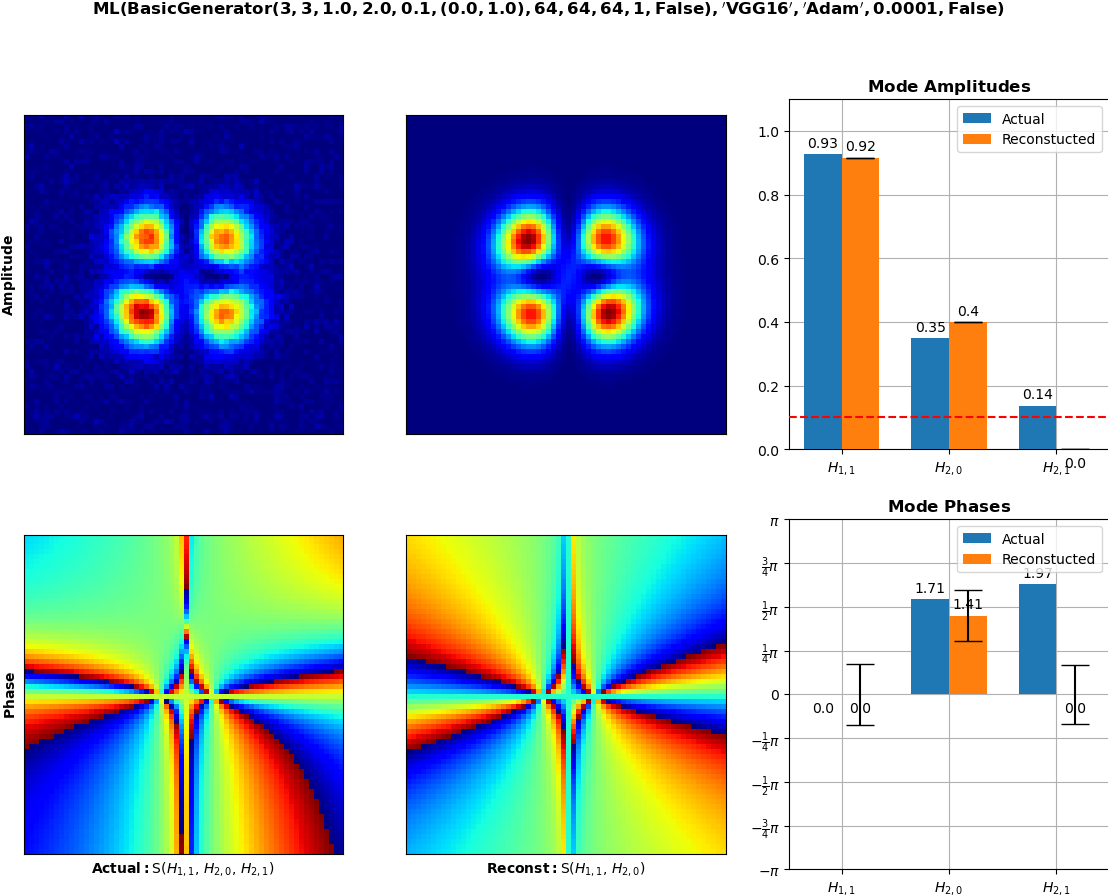 ML(BasicGenerator(3, 3, 1.0, 2.0, 0.1, (0.0, 1.0), 64, 64, 64, 1, False), ′VGG16′, ′Adam′, 0.0001, False)
Amplitude
Mode Amplitudes
Actual
Reconstucted
1.0
0.8
0.6
0.4
0.2
0.0
0.93
0.92
0.35
0.4
0.14
0.0
H1, 1
H2, 0
H2, 1
Phase
Actual: S(H1, 1, H2, 0, H2, 1)
Reconst: S(H1, 1, H2, 0)
Mode Phases
Actual
Reconstucted
π
3/4π
1/2π
1/4π
0
−1/4π
−1/2π
−3/4π
−π
0.0
0.0
1.71
1.41
1.97
0.0
H1, 1
H2, 0
H2, 1